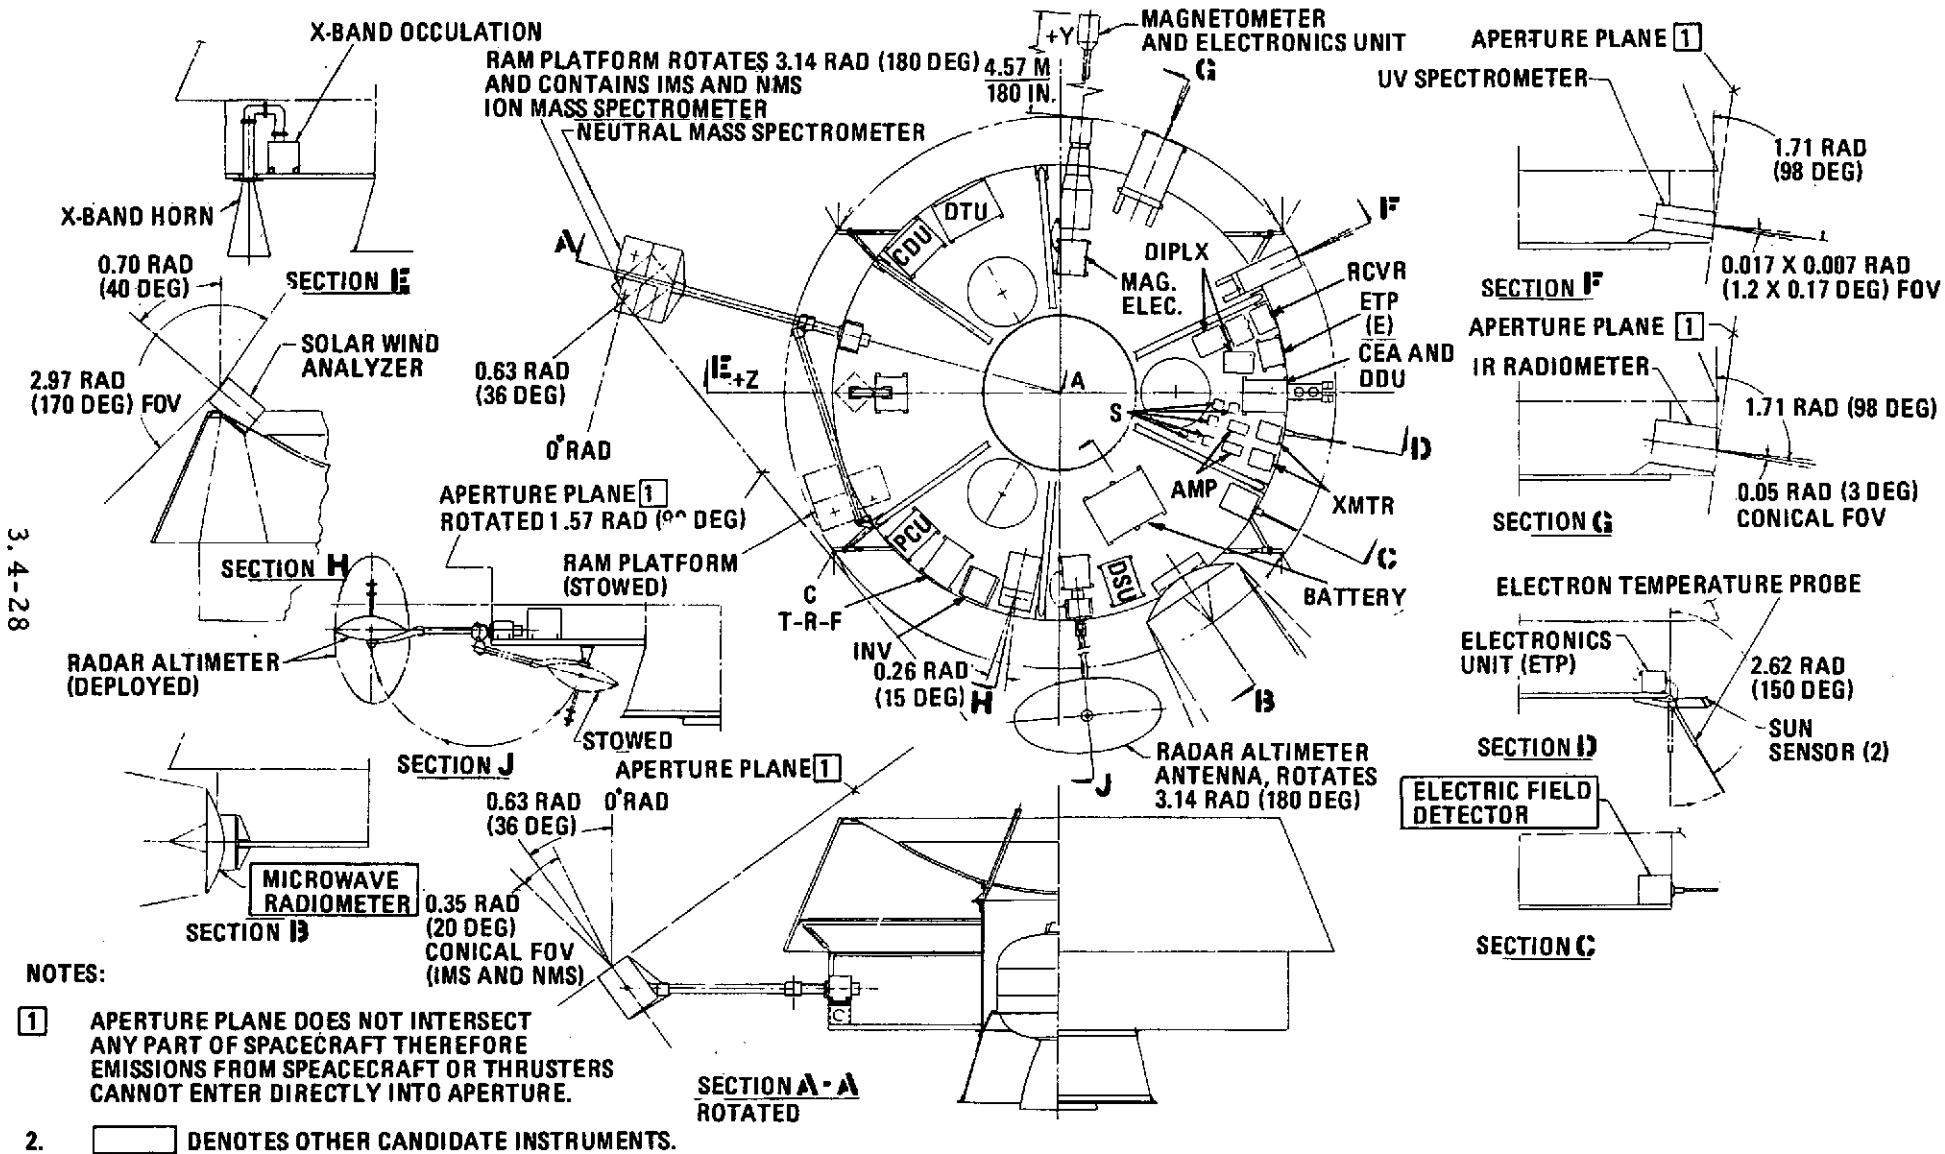 X-BAND OCCULATION
X-BAND HORN
SECTION E
RAM PLATFORM ROTATES 3.14 RAD (180 DEG)
AND CONTAINS IMS AND NMS
ION MASS SPECTROMETER
NEUTRAL MASS SPECTROMETER
+Y
4.57 M
180 IN.
MAGNETOMETER
AND ELECTRONICS UNIT
G
APERTURE PLANE 1
UV SPECTROMETER
1.71 RAD
(98 DEG)
0.017 X 0.007 RAD
(1.2 X 0.17 DEG) FOV
SECTION F
0.70 RAD
(40 DEG)
SOLAR WIND
ANALYZER
2.97 RAD
(170 DEG) FOV
SECTION H
A
0.63 RAD
(36 DEG)
0° RAD
E
+Z
DTU
CDU
MAG.
ELEC.
DIPLX
F
RCVR
ETP
(E)
CEA AND
DDU
A
S
D
AMP
XMTR
C
BATTERY
APERTURE PLANE 1
IR RADIOMETER
1.71 RAD (98 DEG)
0.05 RAD (3 DEG)
CONICAL FOV
SECTION G
APERTURE PLANE 1
ROTATED 1.57 RAD ( DEG)
RAM PLATFORM
(STOWED)
PCU
C
T-R-F
INV
0.26 RAD
(15 DEG)
H
DSU
B
J
RADAR ALTIMETER
ANTENNA, ROTATES
3.14 RAD (180 DEG)
ELECTRON TEMPERATURE PROBE
ELECTRONICS
UNIT (ETP)
2.62 RAD
(150 DEG)
SUN
SENSOR (2)
SECTION D
3.4-28
RADAR ALTIMETER
(DEPLOYED)
STOWED
SECTION J
MICROWAVE
RADIOMETER
SECTION B
APERTURE PLANE 1
0.63 RAD
(36 DEG)
0° RAD
0.35 RAD
(20 DEG)
CONICAL FOV
(IMS AND NMS)
C
SECTION A-A
ROTATED
ELECTRIC FIELD
DETECTOR
SECTION C
NOTES:
1 APERTURE PLANE DOES NOT INTERSECT
ANY PART OF SPACECRAFT THEREFORE
EMISSIONS FROM SPEACECRAFT OR THRUSTERS
CANNOT ENTER DIRECTLY INTO APERTURE.
2. DENOTES OTHER CANDIDATE INSTRUMENTS.